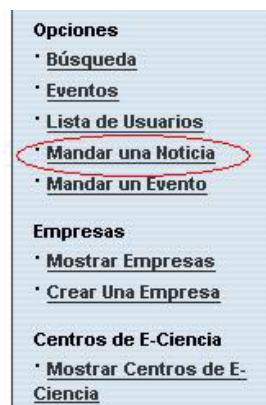 Opciones
· Búsqueda
· Eventos
· Lista de Usuarios
· Mandar una Noticia
· Mandar un Evento
Empresas
· Mostrar Empresas
· Crear Una Empresa
Centros de E-Ciencia
· Mostrar Centros de E-
Ciencia